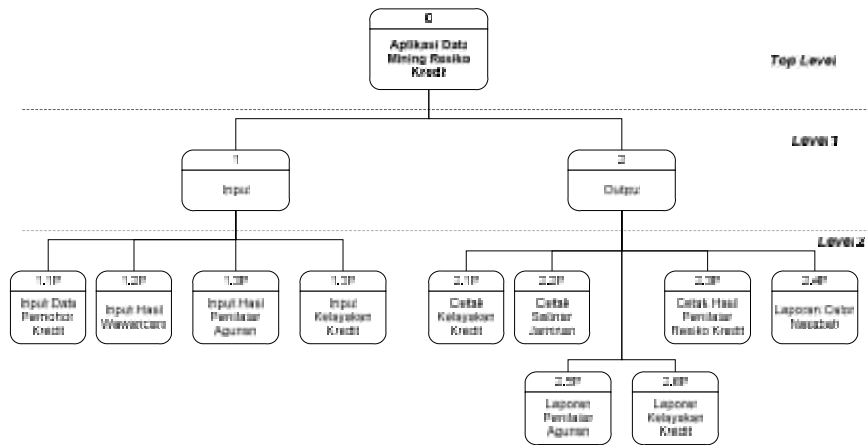 0
Aplikasi Data
Mining Resiko
Kredit
Top Level
Level 1
1
Input
2
Output
Level 2
1.1P
Input Data
Pemohon
Kredit
1.2P
Input Hasil
Wawancara
1.3P
Input Hasil
Penilaian
Agunan
Input
Kelayakan
Kredit
2.1P
Cetak
Kelayakan
Kredit
2.2P
Cetak
Salinan
Jaminan
2.3P
Cetak Hasil
Penilaian
Resiko Kredit
2.4P
Laporan Calon
Nasabah
2.5P
Laporan
Penilaian
Agunan
2.6P
Laporan
Kelayakan
Kredit